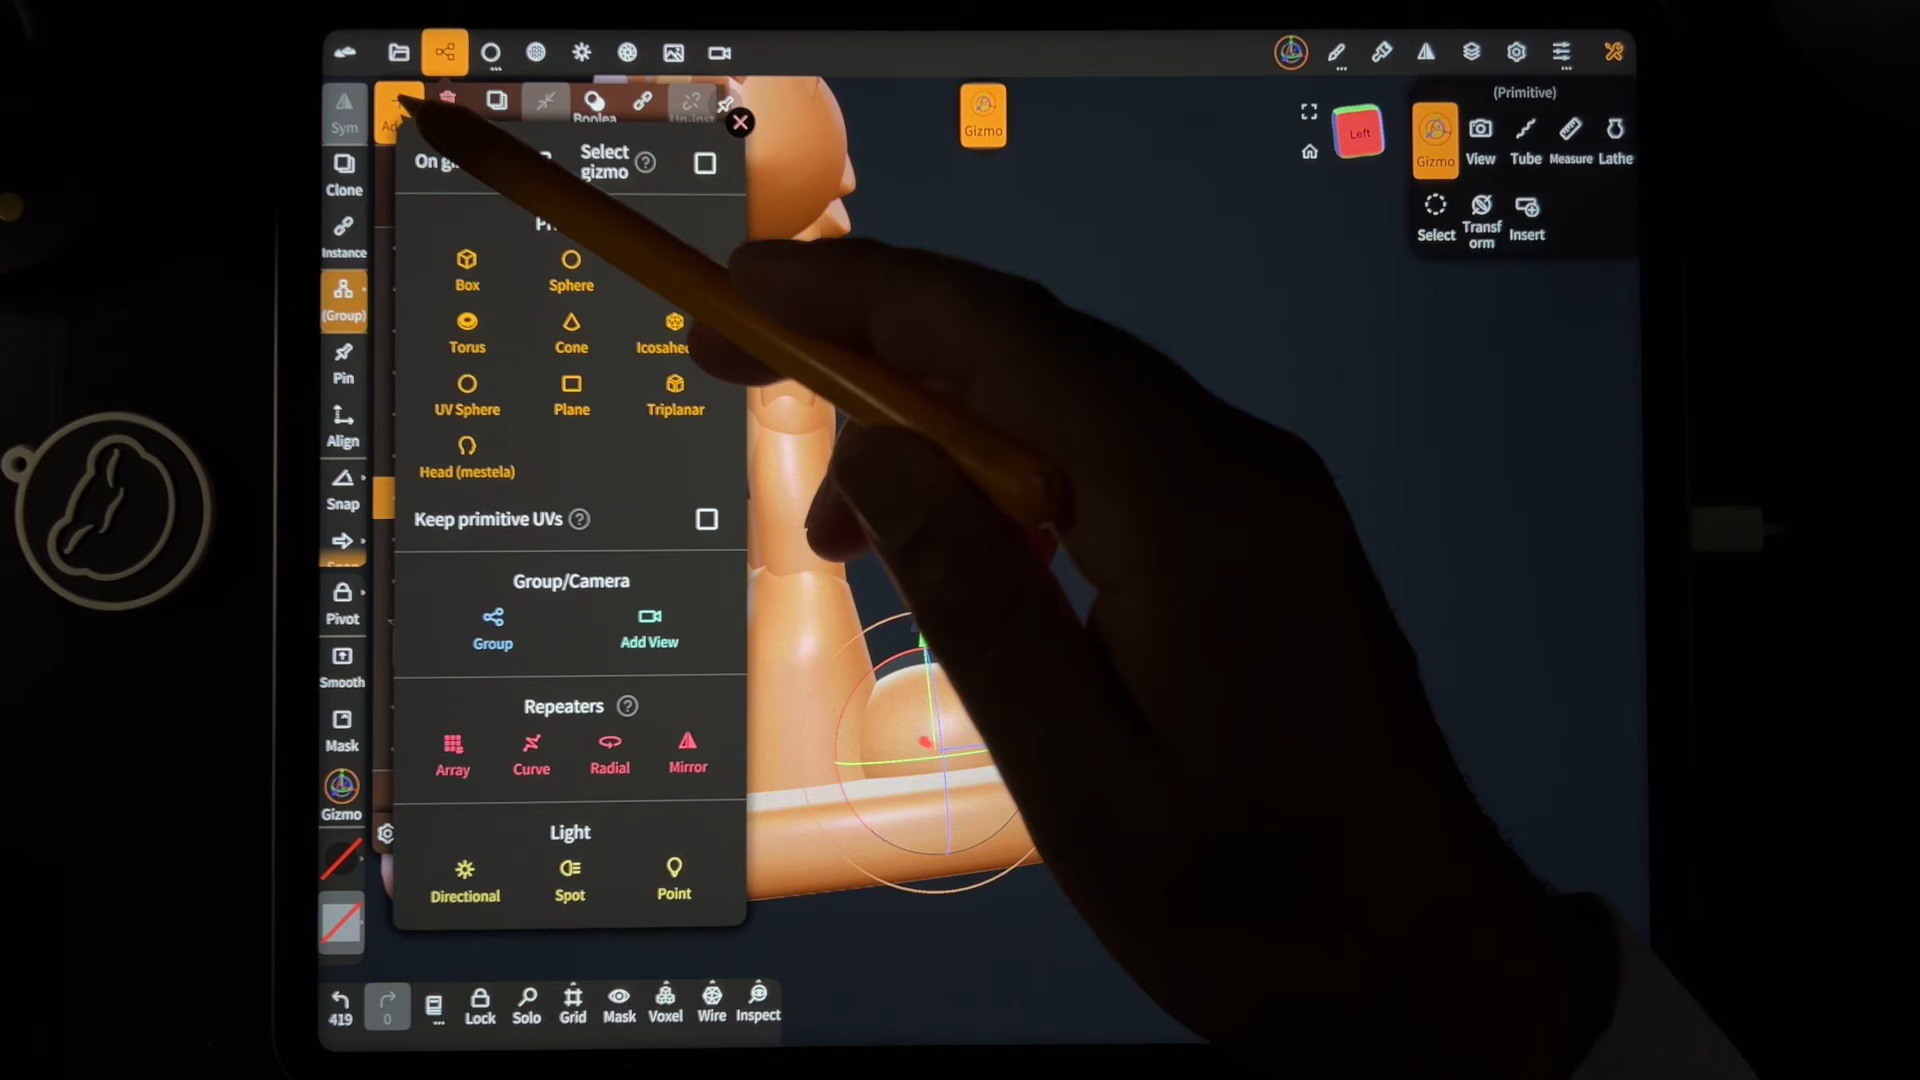 (Primitive)
Sym
Boolea
Gizmo
Left
Gizmo
View
Tube
Measure
Lathe
Select
gizmo
Clone
Select
Transf
orm
Insert
Instance
Box
Sphere
(Group)
Torus
Cone
Pin
UV Sphere
Plane
Triplanar
Align
Head (mestela)
Snap
Keep primitive UVs
Group/Camera
Pivot
Group
Add View
Smooth
Repeaters
Mask
Array
Curve
Radial
Mirror
Gizmo
Light
Directional
Spot
Point
419
0
Lock
Solo
Grid
Mask
Voxel
Wire
Inspect